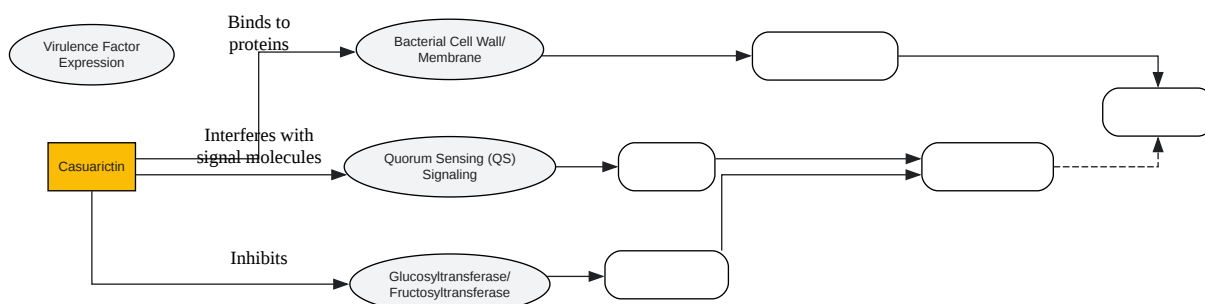 Virulence Factor
Expression
Binds to
proteins
Bacterial Cell Wall/
Membrane
Casuarictin
Interferes with
signal molecules
Quorum Sensing (QS)
Signaling
Inhibits
Glucosyltransferase/
Fructosyltransferase